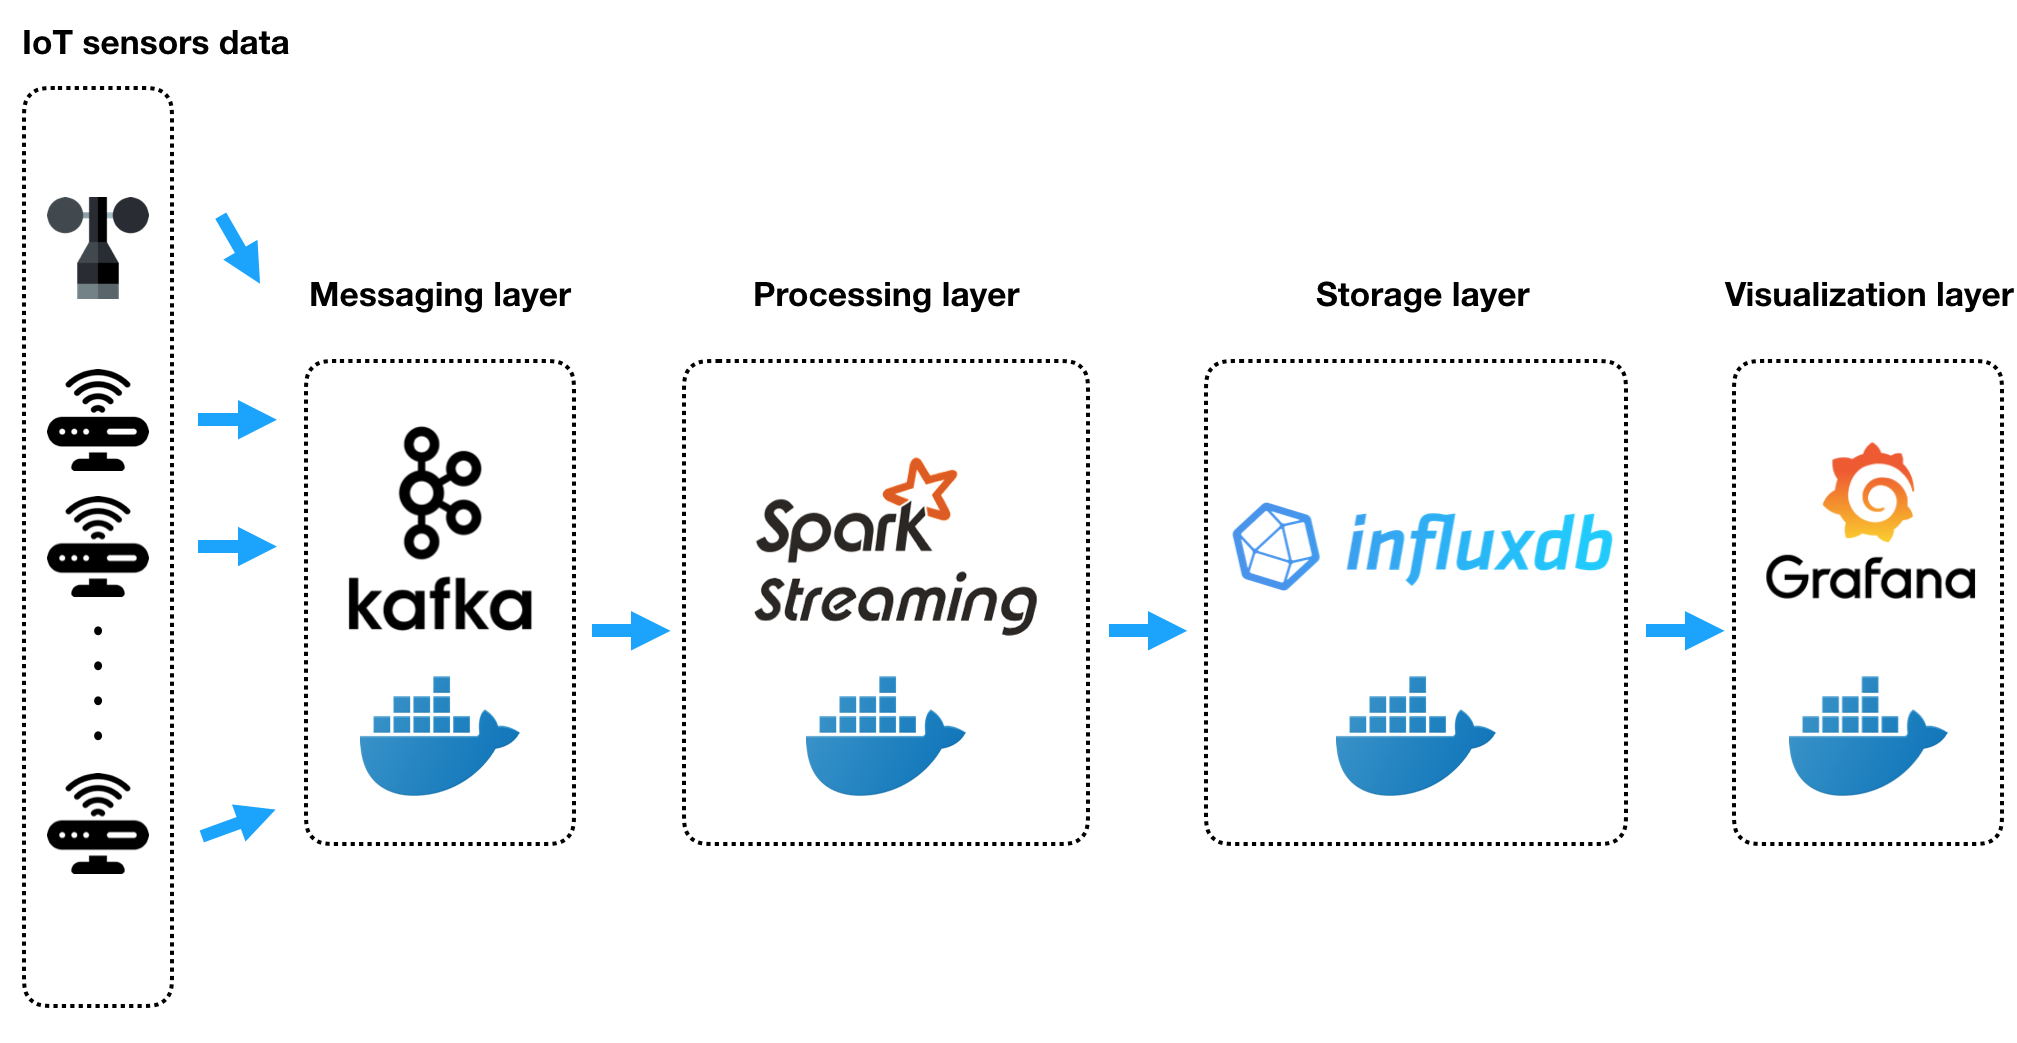 IoT sensors data
Messaging layer
Processing layer
Storage layer
Visualization layer
kafka
Spark
Streaming
influxdb
Grafana